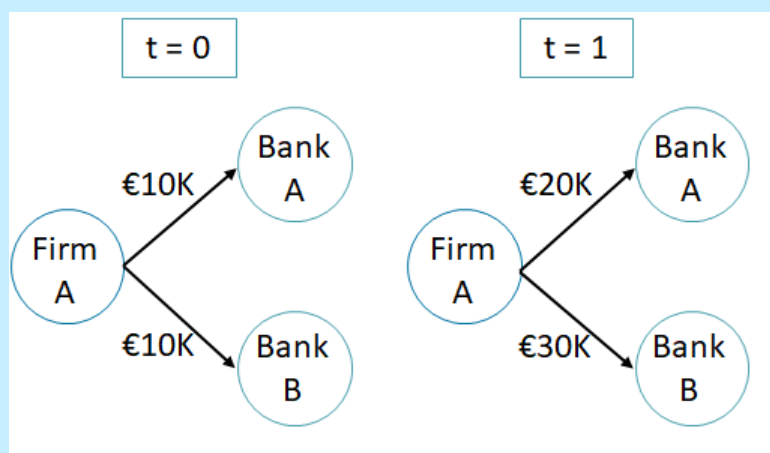 t = 0
Bank
A
€10K
Firm
A
€10K
Bank
B
t = 1
Bank
A
€20K
Firm
A
€30K
Bank
B